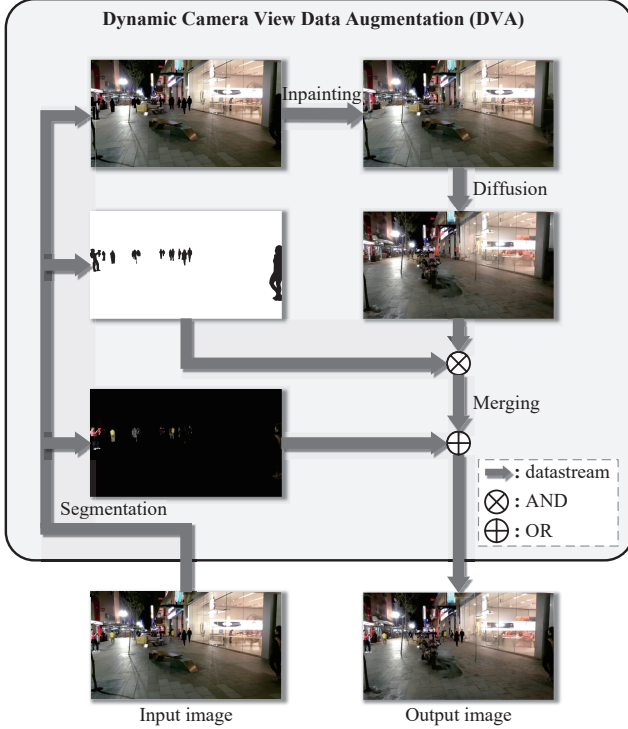 Dynamic Camera View Data Augmentation (DVA)
Inpainting
Diffusion
Merging
Segmentation
: datastream
: AND
: OR
Input image
Output image